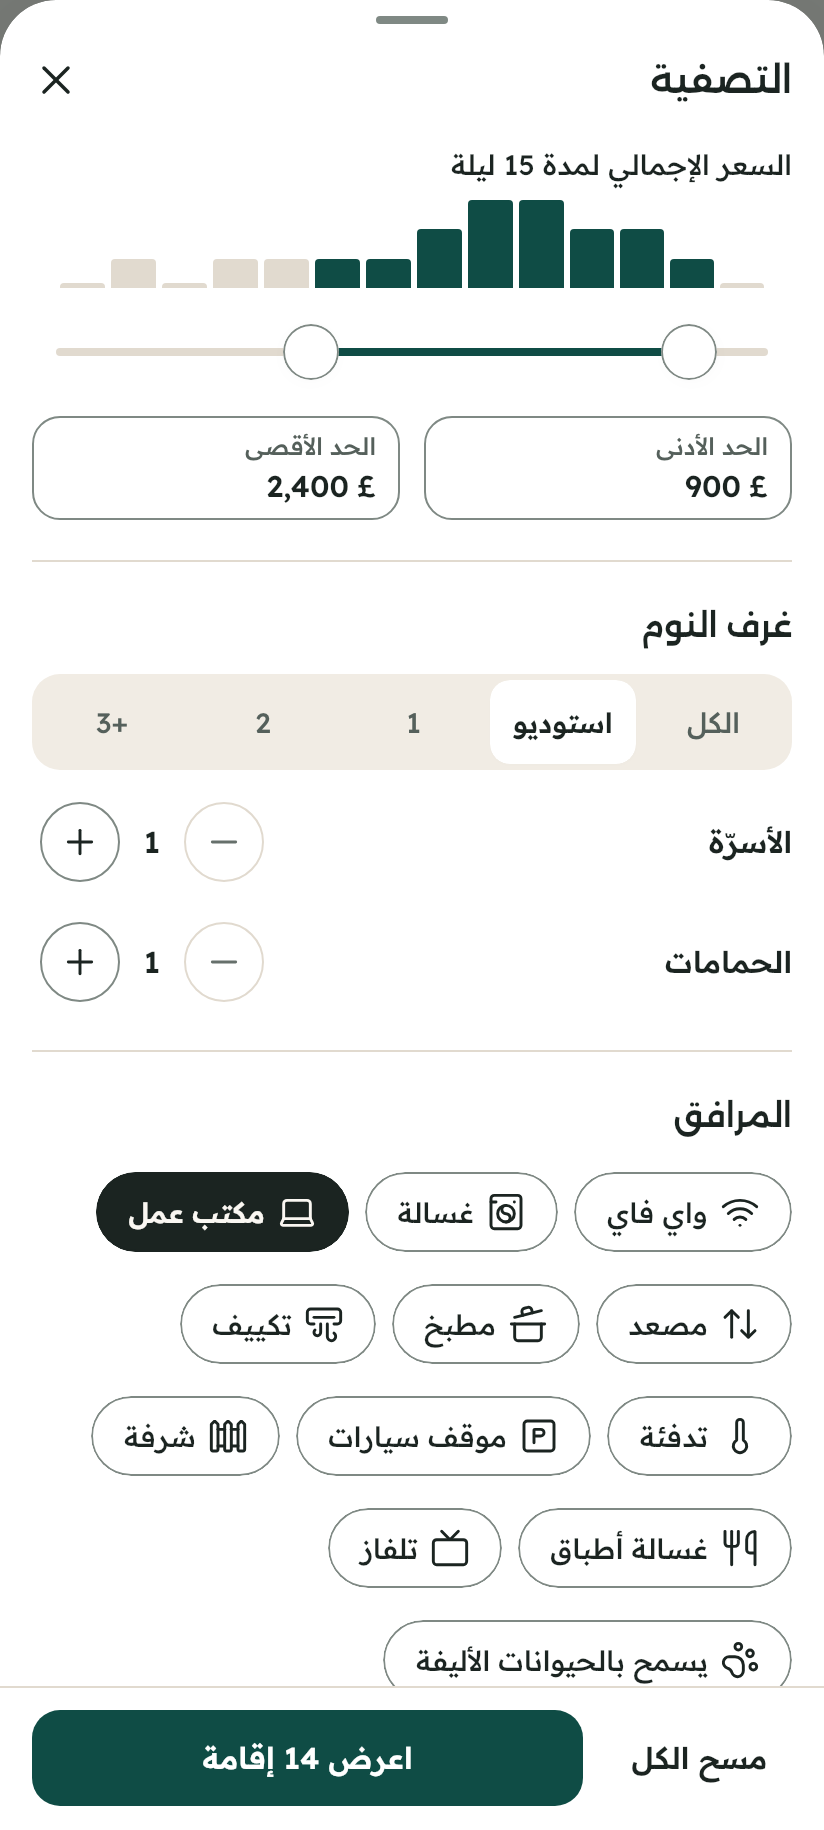 التصفية
السعر الإجمالي لمدة 15 ليلة
الحد الأدنى
£ 900
الحد الأقصى
£ 2,400
غرف النوم
الكل
استوديو
1
2
3+
الأسرّة
1
الحمامات
1
المرافق
واي فاي
غسالة
مكتب عمل
مصعد
مطبخ
تكييف
تدفئة
موقف سيارات
شرفة
غسالة أطباق
تلفاز
يسمح بالحيوانات الأليفة
مسح الكل
اعرض 14 إقامة